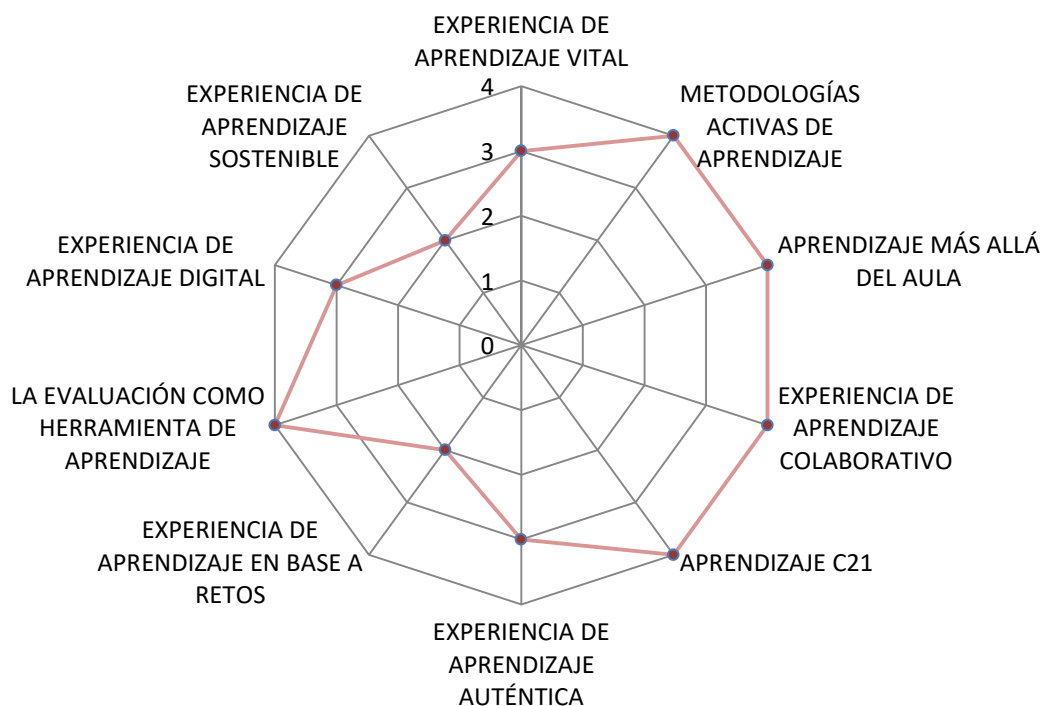 EXPERIENCIA DE
APRENDIZAJE VITAL
METODOLOGÍAS
ACTIVAS DE
APRENDIZAJE
APRENDIZAJE MÁS ALLÁ
DEL AULA
EXPERIENCIA DE
APRENDIZAJE
COLABORATIVO
APRENDIZAJE C21
EXPERIENCIA DE
APRENDIZAJE
AUTÉNTICA
EXPERIENCIA DE
APRENDIZAJE EN BASE A
RETOS
LA EVALUACIÓN COMO
HERRAMIENTA DE
APRENDIZAJE
EXPERIENCIA DE
APRENDIZAJE DIGITAL
EXPERIENCIA DE
APRENDIZAJE
SOSTENIBLE
4
3
2
1
0